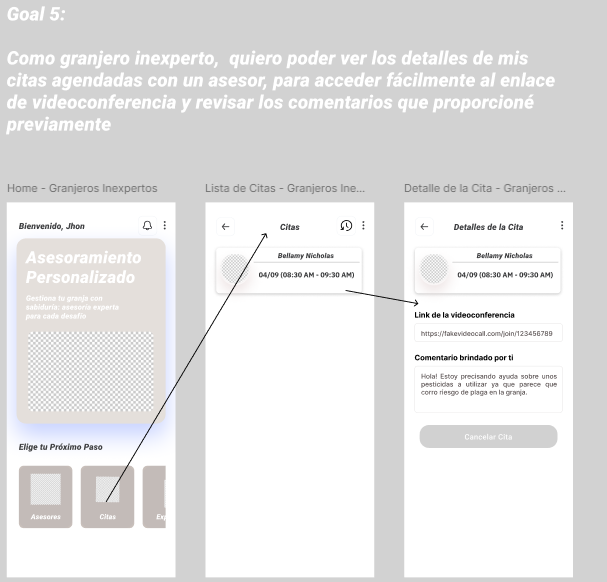 Goal 5:
Como granjero inexperto,  quiero poder ver los detalles de mis
citas agendadas con un asesor, para acceder fácilmente al enlace
de videoconferencia y revisar los comentarios que proporcioné
previamente
Home - Granjeros Inexpertos
Bienvenido, Jhon
Asesoramiento
Personalizado
Gestiona tu granja con
sabiduría: asesoría experta
para cada desafío
Elige tu Próximo Paso
Asesores
Citas
Ex
Lista de Citas - Granjeros Ine...
Citas
Bellamy Nicholas
04/09 (08:30 AM - 09:30 AM)
Detalle de la Cita - Granjeros ...
Detalles de la Cita
Bellamy Nicholas
04/09 (08:30 AM - 09:30 AM)
Link de la videoconferencia
https://fakevideocall.com/join/123456789
Comentario brindado por ti
Hola! Estoy precisando ayuda sobre unos
pesticidas a utilizar ya que parece que
corro riesgo de plaga en la granja.
Cancelar Cita